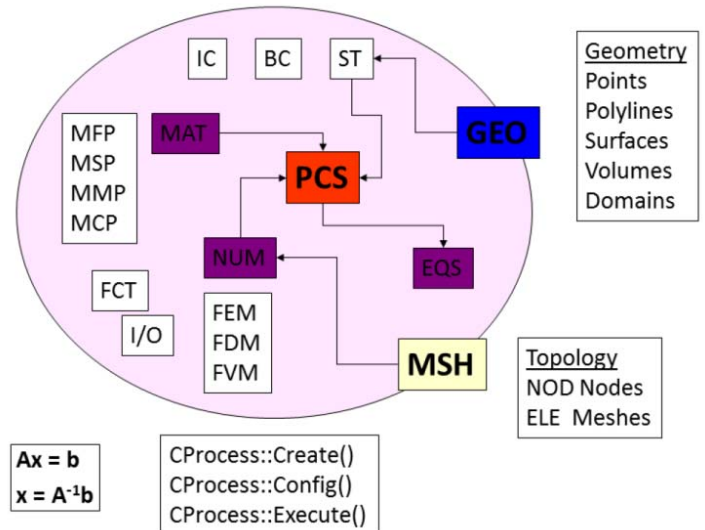 IC
BC
ST
Geometry
Points
Polylines
Surfaces
Volumes
Domains
MFP
MSP
MMP
MCP
MAT
GEO
PCS
NUM
EQS
FCT
I/O
FEM
FDM
FVM
MSH
Topology
NOD Nodes
ELE Meshes
Ax = b
x = A⁻¹b
CProcess::Create()
CProcess::Config()
CProcess::Execute()